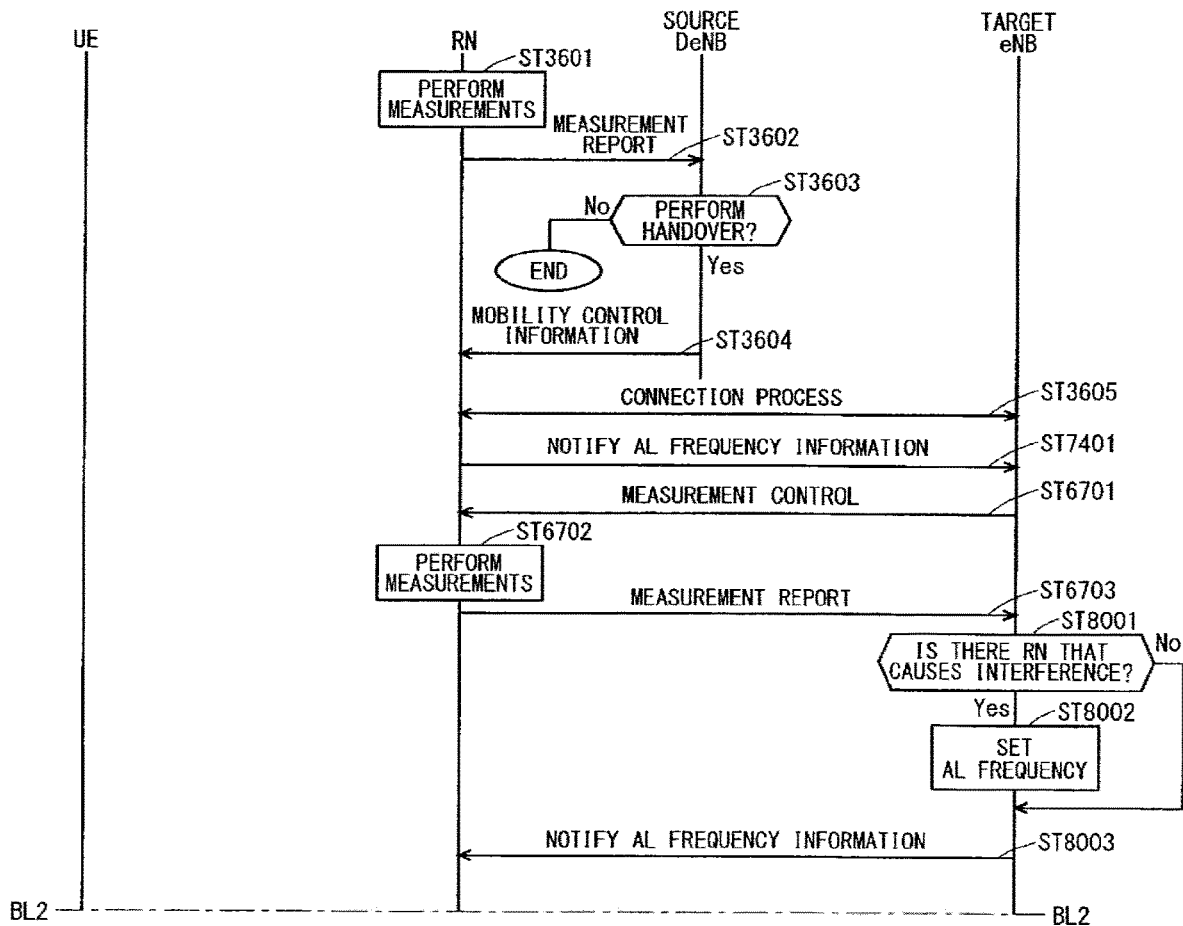 UE
RN
SOURCE
DeNB
TARGET
eNB
ST3601
PERFORM
MEASUREMENTS
MEASUREMENT
REPORT
ST3602
ST3603
No
PERFORM
HANDOVER?
END
Yes
MOBILITY CONTROL
INFORMATION
ST3604
CONNECTION PROCESS
ST3605
NOTIFY AL FREQUENCY INFORMATION
ST7401
MEASUREMENT CONTROL
ST6701
ST6702
PERFORM
MEASUREMENTS
MEASUREMENT REPORT
ST6703
ST8001
IS THERE RN THAT
CAUSES INTERFERENCE?
No
Yes
ST8002
SET
AL FREQUENCY
NOTIFY AL FREQUENCY INFORMATION
ST8003
BL2
BL2